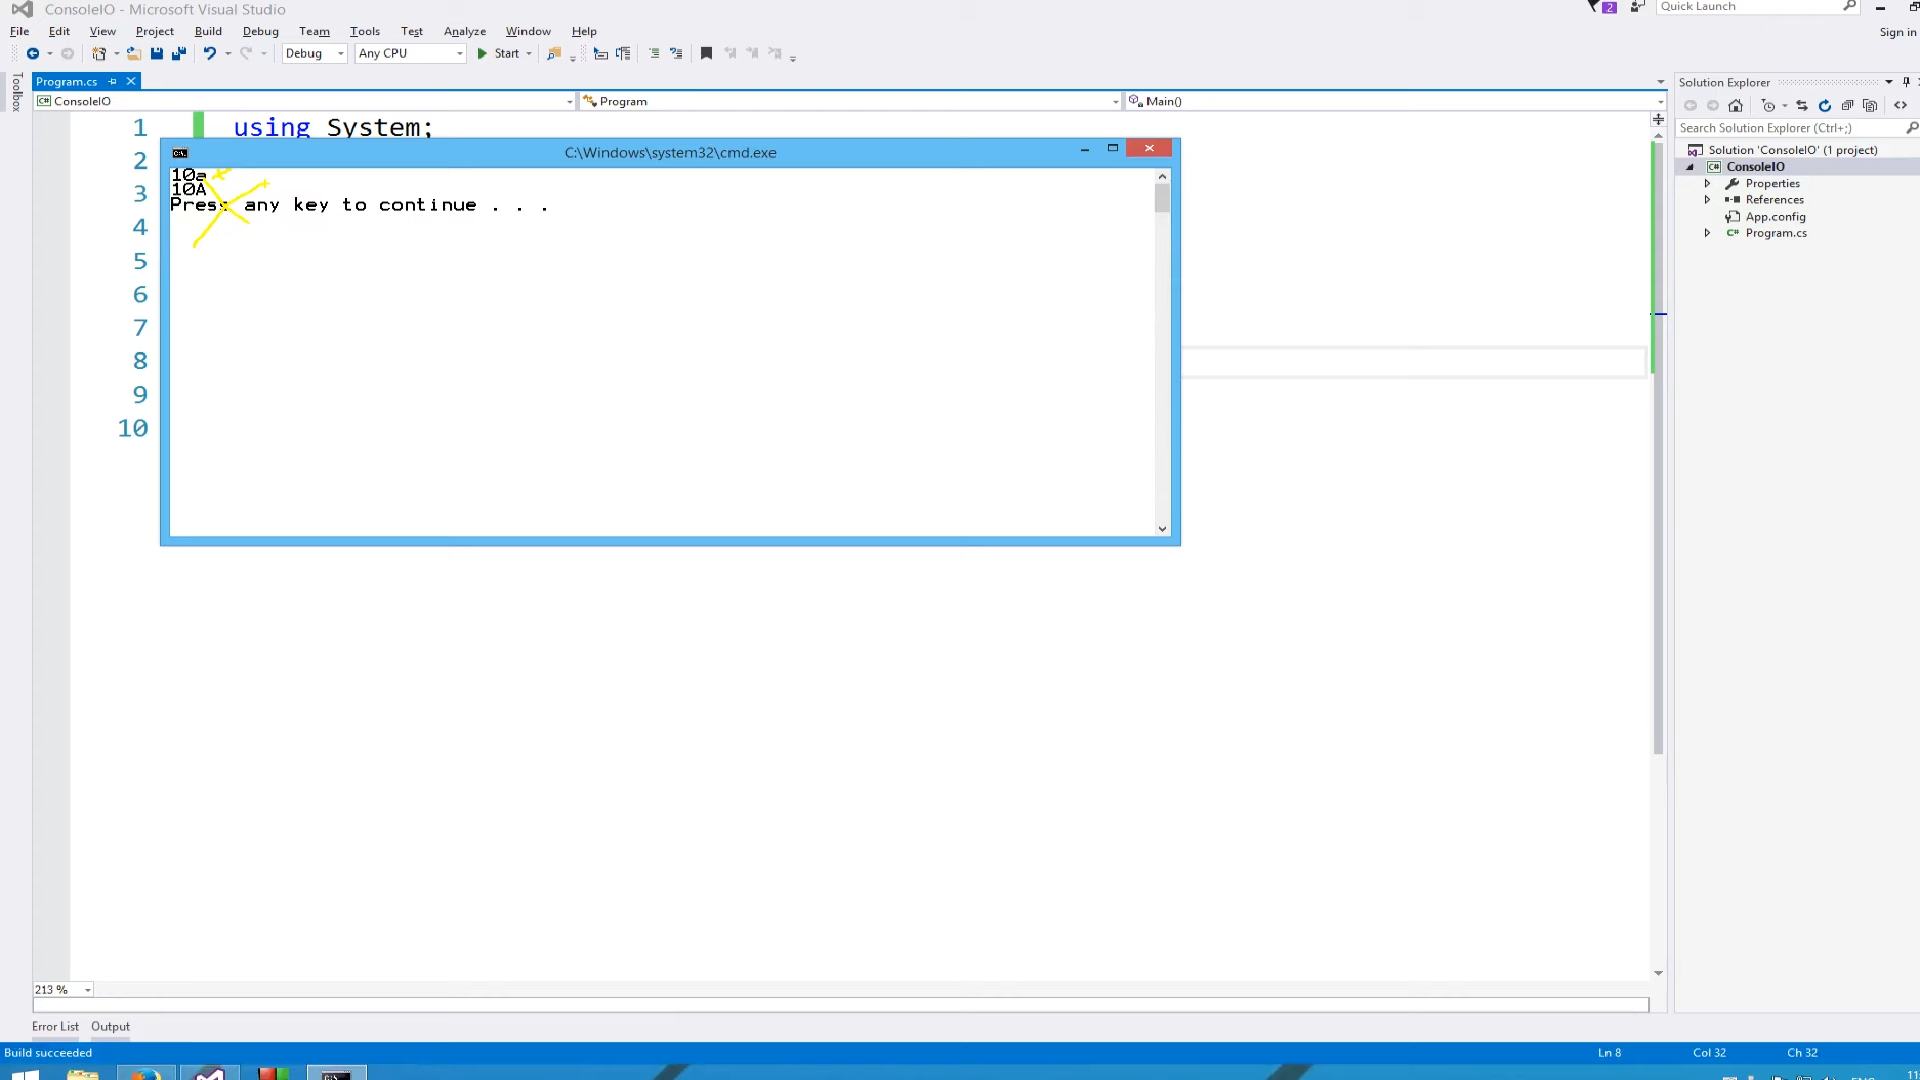 ConsoleIO - Microsoft Visual Studio
2
Quick Launch
File Edit View Project Build Debug Team Tools Test Analyze Window Help
Sign in
Debug Any CPU Start
Toolbox
Program.cs
Solution Explorer
ConsoleIO Program Main()
Search Solution Explorer (Ctrl+;)
1 using System;
2
3
4
5
6
7
8
9
10
C:\Windows\system32\cmd.exe
10a
10A
Press any key to continue . . .
Solution 'ConsoleIO' (1 project)
ConsoleIO
Properties
References
App.config
Program.cs
213 %
Error List Output
Build succeeded
Ln 8 Col 32 Ch 32